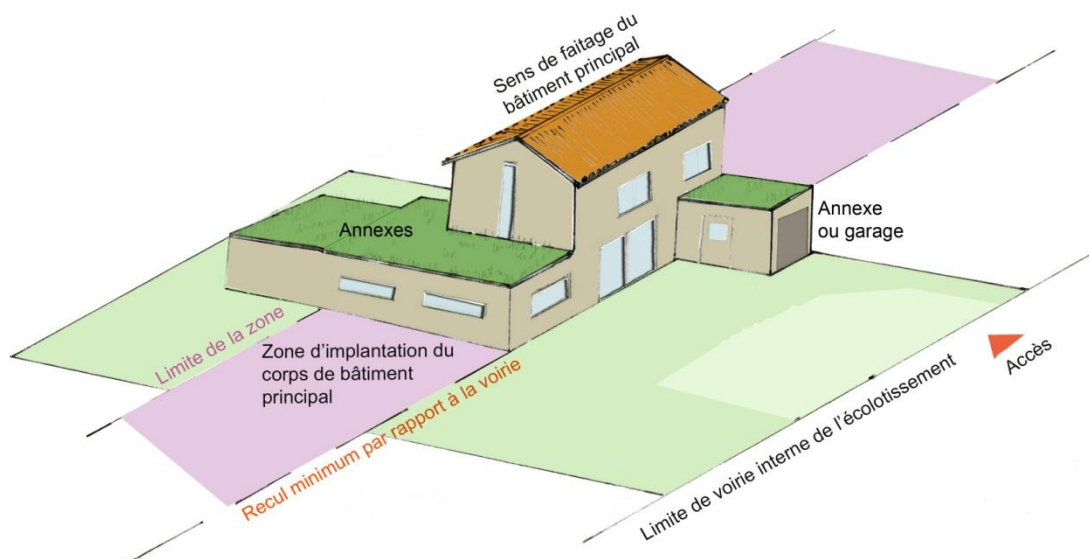 Sens de faitage du
bâtiment principal
Annexes
Annexe
ou garage
Limite de la zone
Zone d'implantation du
corps de bâtiment
principal
Recul minimum par rapport à la voirie
Limite de voirie interne de l'écolotissement
Accès